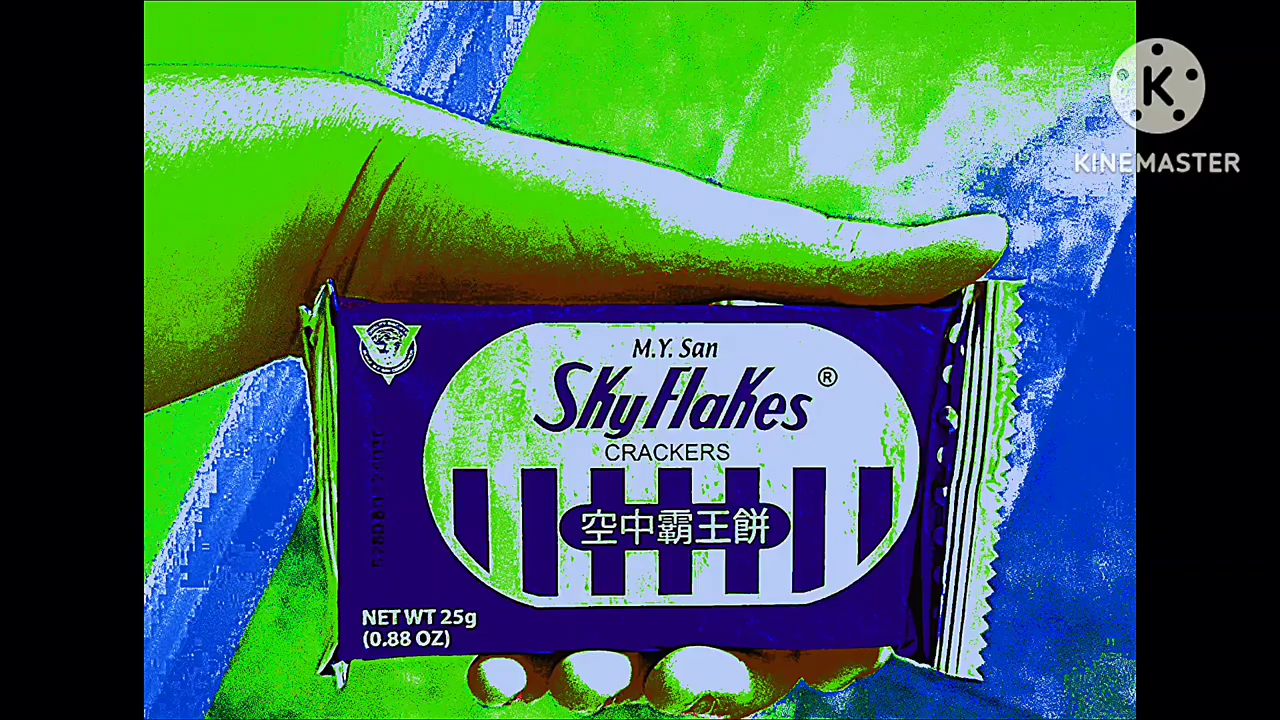 K
KINEMASTER
M.Y. San
SkyFlakes ®
CRACKERS
空中霸王餅
NET WT 25g
(0.88 OZ)